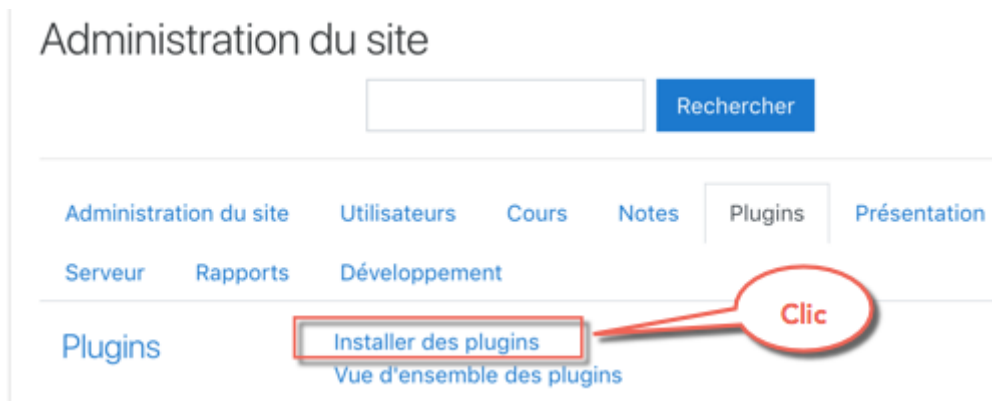 Administration du site
Rechercher
Administration du site Utilisateurs Cours Notes Plugins Présentation
Serveur Rapports Développement
Clic
Plugins Installer des plugins
Vue d'ensemble des plugins